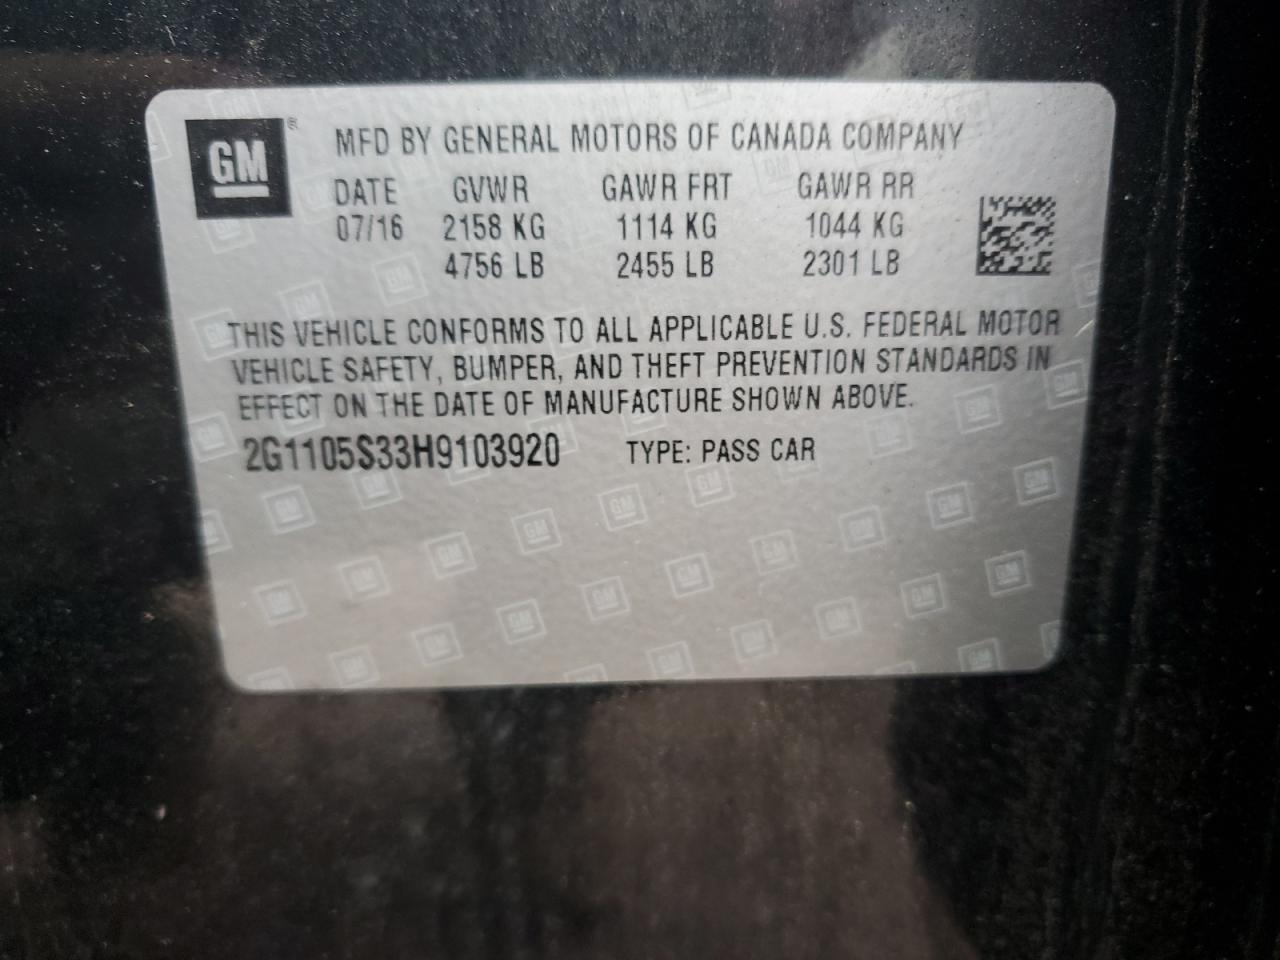 GM ®
MFD BY GENERAL MOTORS OF CANADA COMPANY
DATE GVWR GAWR FRT GAWR RR
07/16 2158 KG 1114 KG 1044 KG
4756 LB 2455 LB 2301 LB
THIS VEHICLE CONFORMS TO ALL APPLICABLE U.S. FEDERAL MOTOR
VEHICLE SAFETY, BUMPER, AND THEFT PREVENTION STANDARDS IN
EFFECT ON THE DATE OF MANUFACTURE SHOWN ABOVE.
2G1105S33H9103920 TYPE: PASS CAR